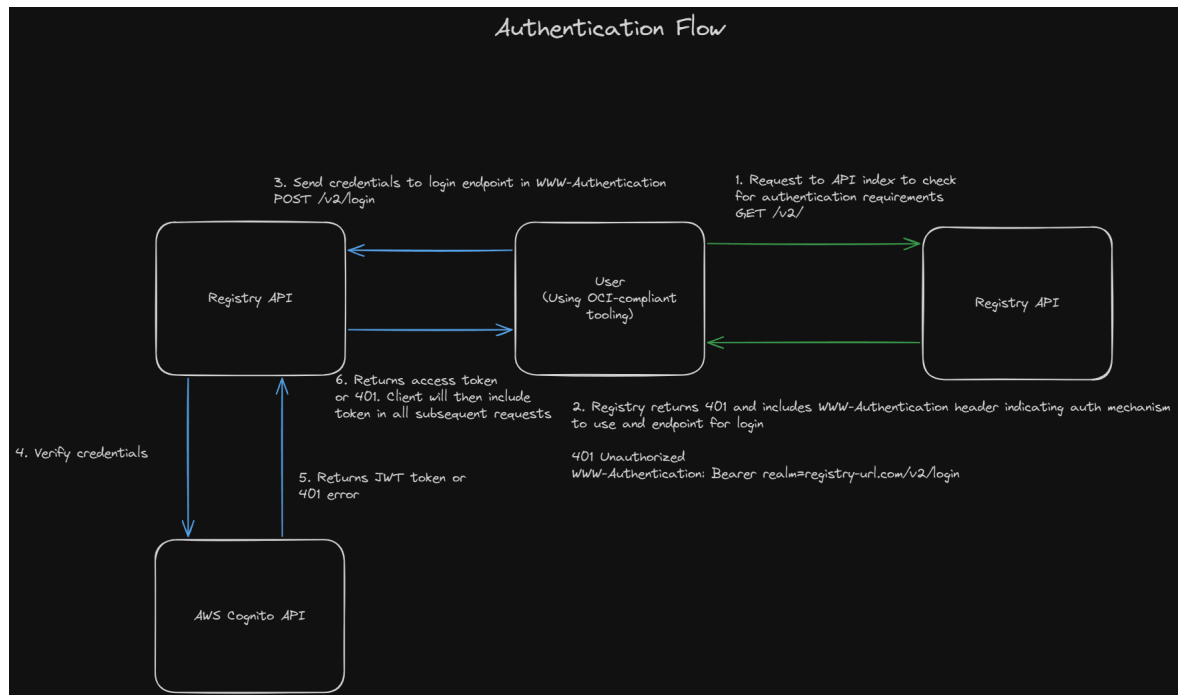 Authentication Flow
3. Send credentials to login endpoint in WWW-Authentication
POST /v2/login
1. Request to API index to check
for authentication requirements
GET /v2/
Registry API
User
(Using OCI-compliant
tooling)
Registry API
6. Returns access token
or 401. Client will then include
token in all subsequent requests
2. Registry returns 401 and includes WWW-Authentication header indicating auth mechanism
to use and endpoint for login
401 Unauthorized
WWW-Authentication: Bearer realm=registry-url.com/v2/login
4. Verify credentials
5. Returns JWT token or
401 error
AWS Cognito API